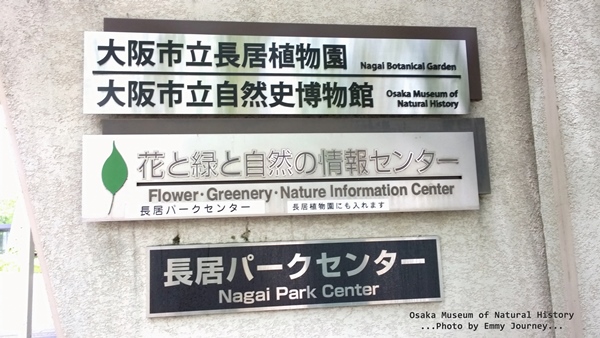 大阪市立長居植物園 Nagai Botanical Garden
大阪市立自然史博物館 Osaka Museum of
Natural History
花と緑と自然の情報センター
Flower・Greenery・Nature Information Center
長居パークセンター 長居植物園にも入れます
長居パークセンター
Nagai Park Center
Osaka Museum of Natural History
...Photo by Emmy Journey...